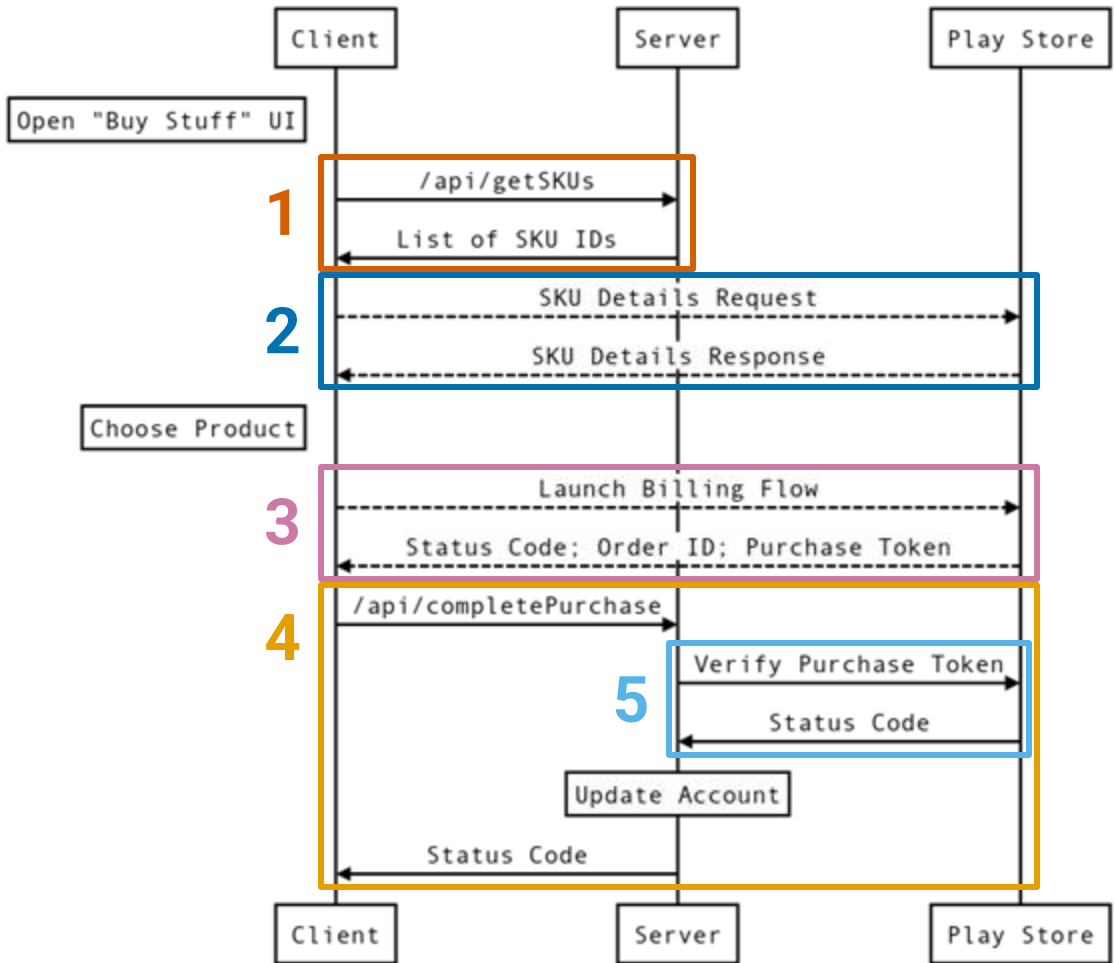 Client
Server
Play Store
Open "Buy Stuff" UI
1
/api/getSKUs
List of SKU IDs
2
SKU Details Request
SKU Details Response
Choose Product
3
Launch Billing Flow
Status Code; Order ID; Purchase Token
4
/api/completePurchase
5
Verify Purchase Token
Status Code
Update Account
Status Code
Client
Server
Play Store